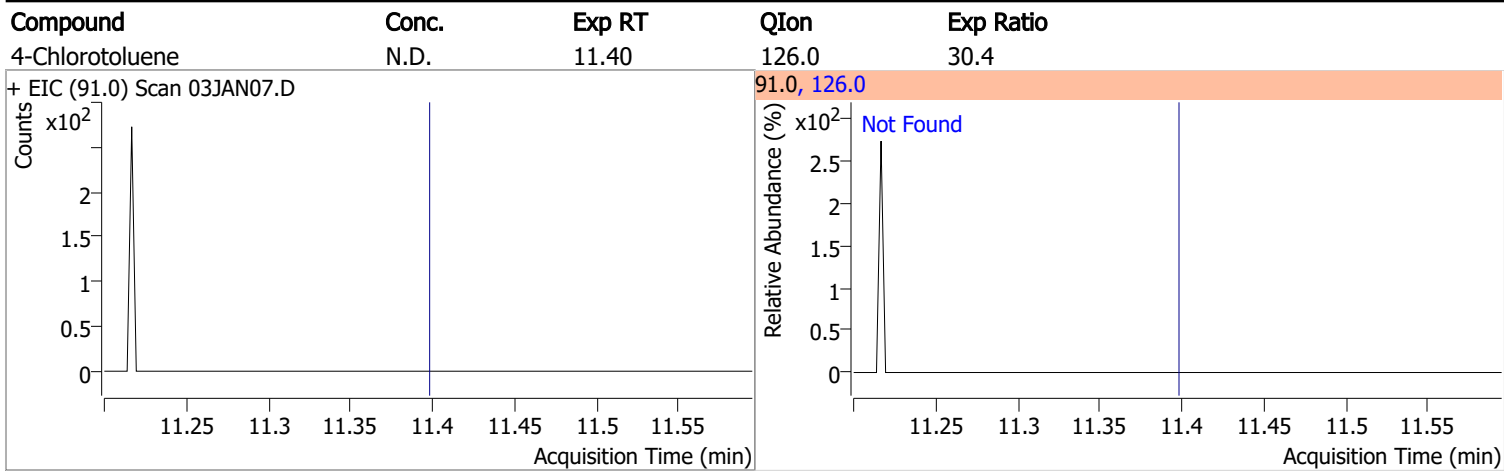 Compound Conc. Exp RT QIon Exp Ratio
4-Chlorotoluene N.D. 11.40 126.0 30.4
+ EIC (91.0) Scan 03JAN07.D
Counts
x10²
2
1.5
1
0.5
0
11.25 11.3 11.35 11.4 11.45 11.5 11.55
Acquisition Time (min)
91.0, 126.0
Relative Abundance (%)
x10²
Not Found
2.5
2
1.5
1
0.5
0
11.25 11.3 11.35 11.4 11.45 11.5 11.55
Acquisition Time (min)